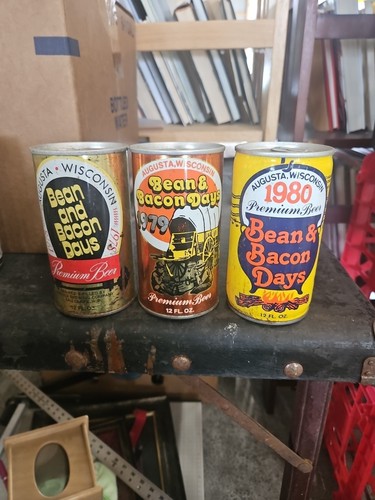 AUGUSTA • WISCONSIN
Bean
and
Bacon
Days
1978
Premium Beer
AUGUSTA, WISCONSIN
Bean &
Bacon Days
1979
Premium Beer
12 FL. OZ.
AUGUSTA, WISCONSIN
1980
Premium Beer
Bean &
Bacon
Days
12 FL. OZ.